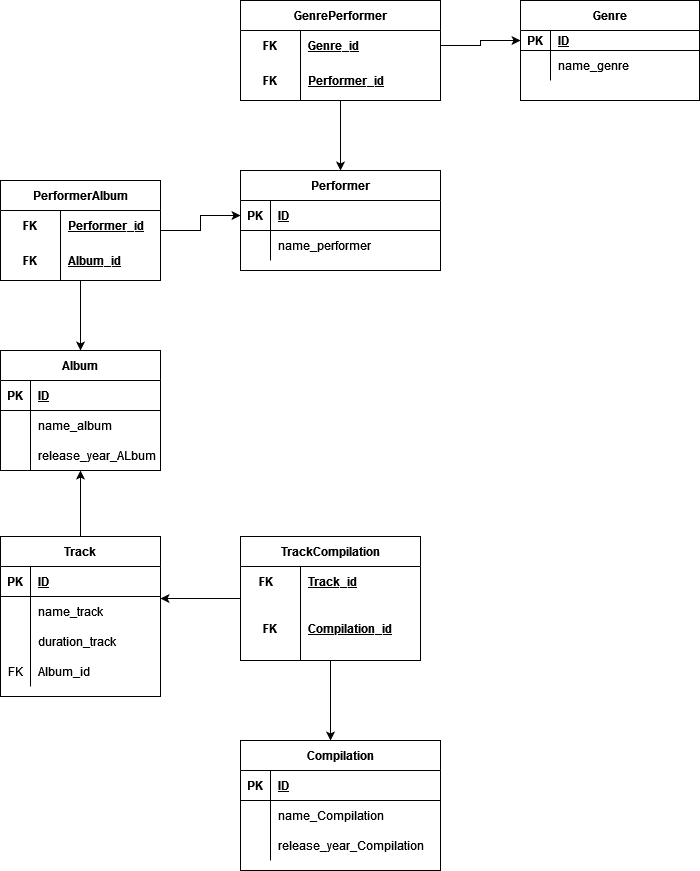 GenrePerformer
FK Genre_id
FK Performer_id
Genre
PK ID
name_genre
PerformerAlbum
FK Performer_id
FK Album_id
Performer
PK ID
name_performer
Album
PK ID
name_album
release_year_ALbum
Track
PK ID
name_track
duration_track
FK Album_id
TrackCompilation
FK Track_id
FK Compilation_id
Compilation
PK ID
name_Compilation
release_year_Compilation